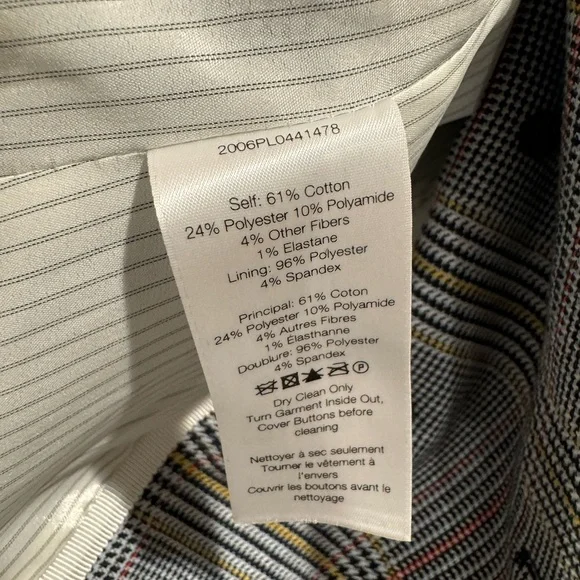 2006PL0441478
Self: 61% Cotton
24% Polyester 10% Polyamide
4% Other Fibers
1% Elastane
Lining: 96% Polyester
4% Spandex
Principal: 61% Coton
24% Polyester 10% Polyamide
4% Autres Fibres
1% Élasthanne
Doublure: 96% Polyester
4% Spandex
P
Dry Clean Only
Turn Garment Inside Out,
Cover Buttons before
cleaning
Nettoyer à sec seulement
Tourner le vêtement à
l'envers
Couvrir les boutons avant le
nettoyage